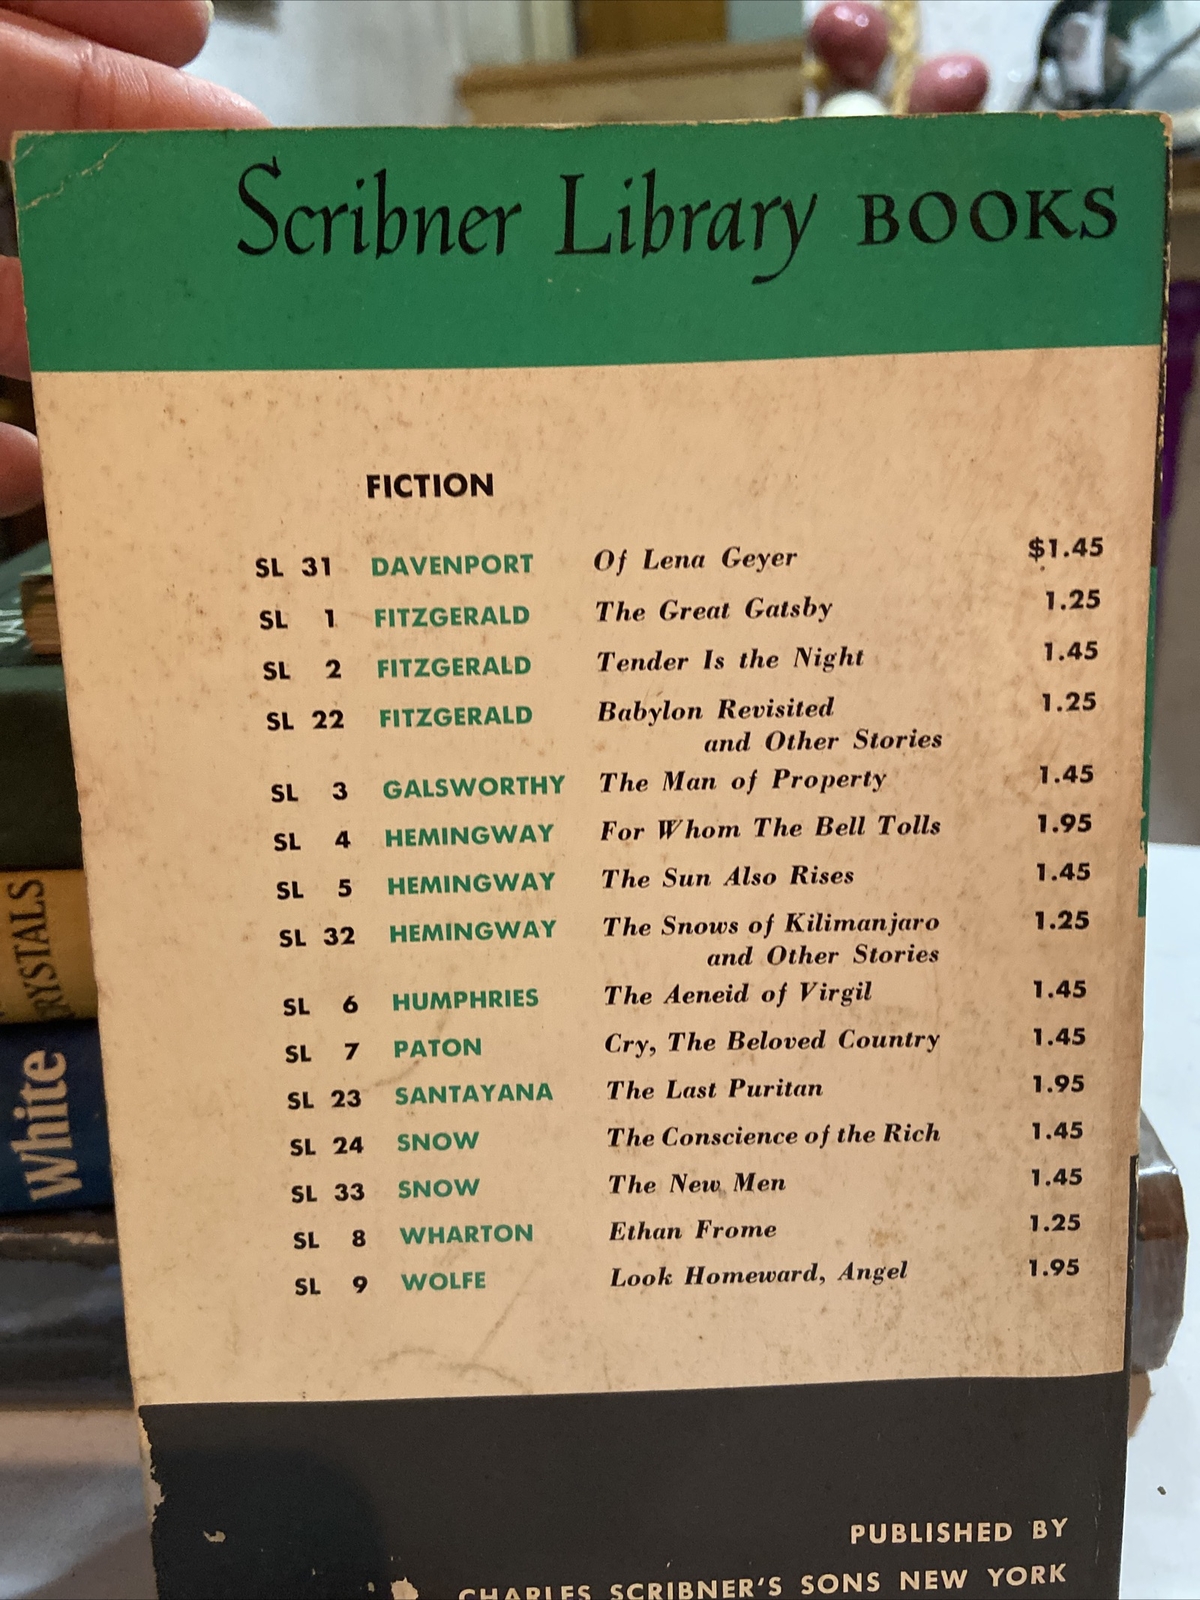 Scribner Library BOOKS
FICTION
SL 31 DAVENPORT Of Lena Geyer $1.45
SL 1 FITZGERALD The Great Gatsby 1.25
SL 2 FITZGERALD Tender Is the Night 1.45
SL 22 FITZGERALD Babylon Revisited 1.25
and Other Stories
SL 3 GALSWORTHY The Man of Property 1.45
SL 4 HEMINGWAY For Whom The Bell Tolls 1.95
SL 5 HEMINGWAY The Sun Also Rises 1.45
SL 32 HEMINGWAY The Snows of Kilimanjaro 1.25
and Other Stories
SL 6 HUMPHRIES The Aeneid of Virgil 1.45
SL 7 PATON Cry, The Beloved Country 1.45
SL 23 SANTAYANA The Last Puritan 1.95
SL 24 SNOW The Conscience of the Rich 1.45
SL 33 SNOW The New Men 1.45
SL 8 WHARTON Ethan Frome 1.25
SL 9 WOLFE Look Homeward, Angel 1.95
PUBLISHED BY
CHARLES SCRIBNER'S SONS NEW YORK
White